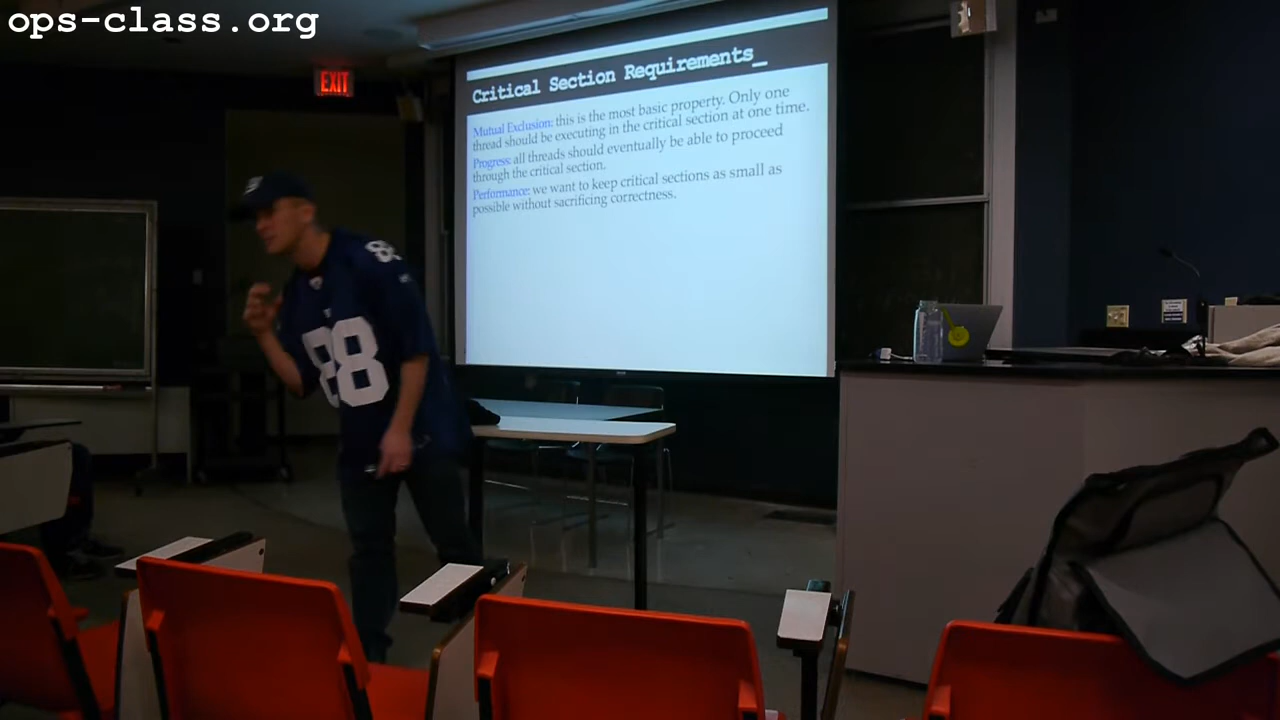 ops-class.org
EXIT
Critical Section Requirements_
Mutual Exclusion: this is the most basic property. Only one
thread should be executing in the critical section at one time.
Progress: all threads should eventually be able to proceed
through the critical section.
Performance: we want to keep critical sections as small as
possible without sacrificing correctness.
88
88